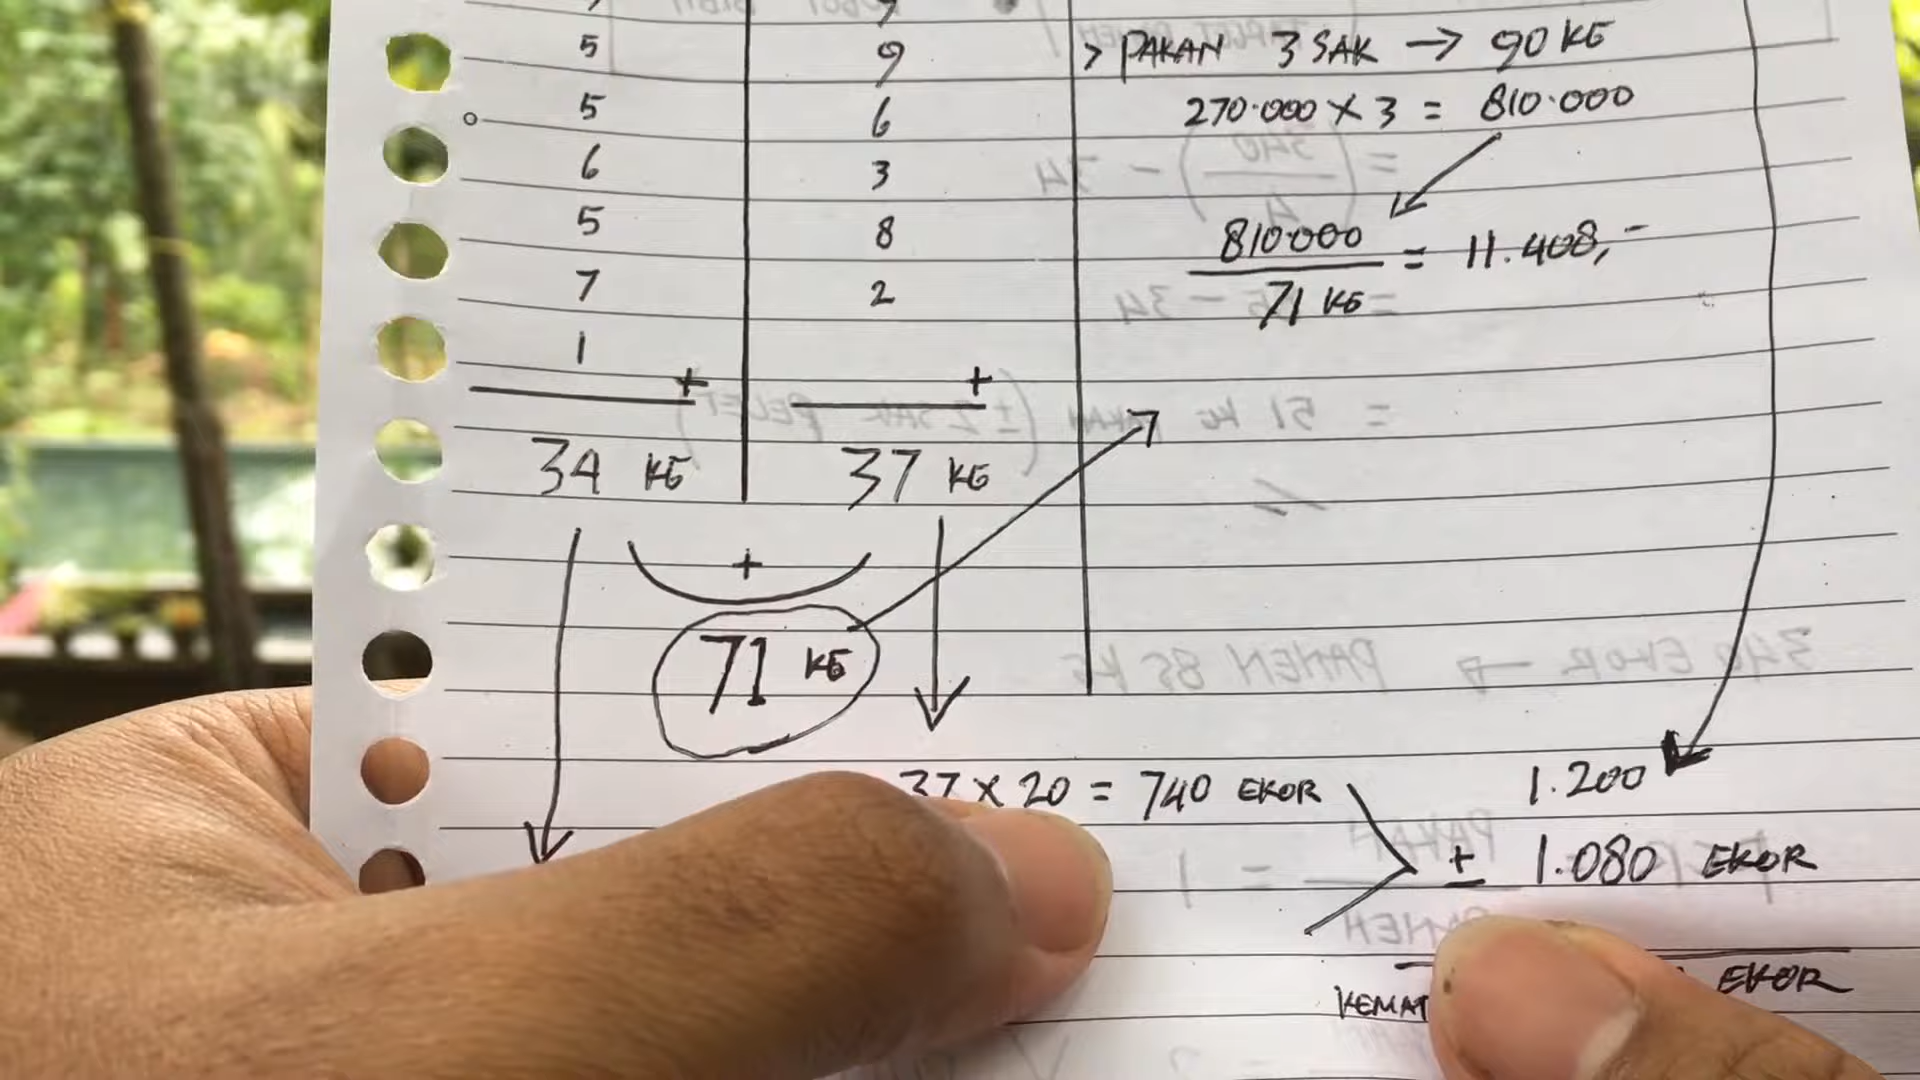 5 9 > PAKAN 3 SAK → 90 KG
5 6 270.000 X 3 = 810.000
6 3
5 8 810.000 / 71 KG = 11.408,-
7 2
1
+ +
34 KG 37 KG
+
71 KG
37 X 20 = 740 EKOR 1.200
± 1.080 EKOR
EKOR